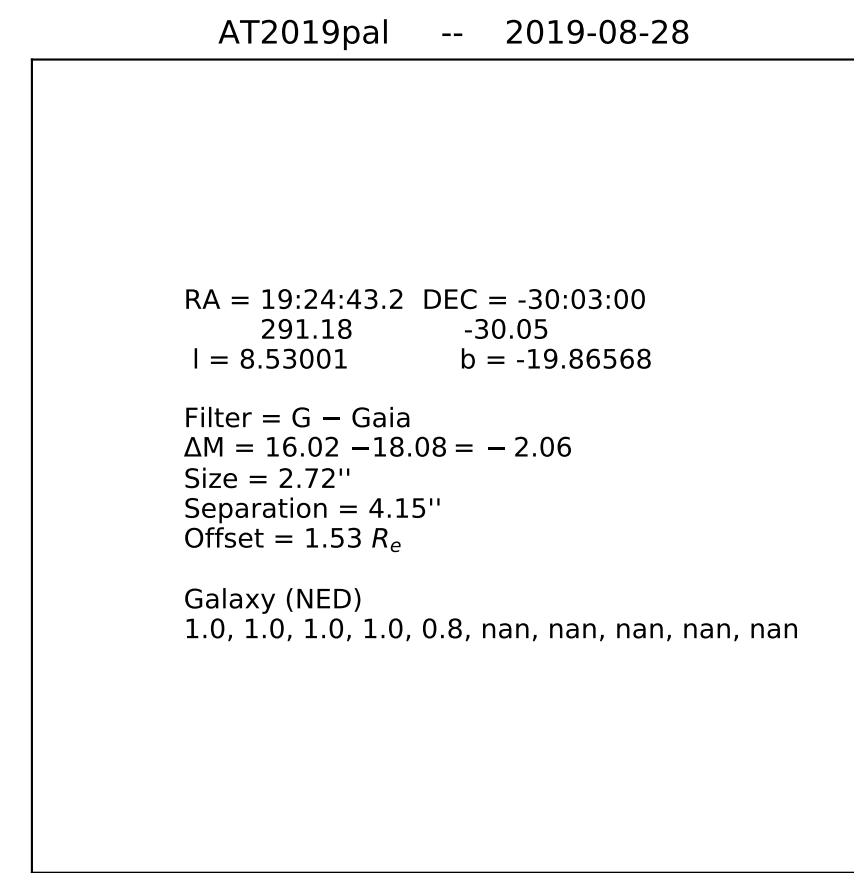 AT2019pal -- 2019-08-28
RA = 19:24:43.2 DEC = -30:03:00
291.18 -30.05
l = 8.53001 b = -19.86568
Filter = G − Gaia
ΔM = 16.02 −18.08 = − 2.06
Size = 2.72''
Separation = 4.15''
Offset = 1.53 Re
Galaxy (NED)
1.0, 1.0, 1.0, 1.0, 0.8, nan, nan, nan, nan, nan